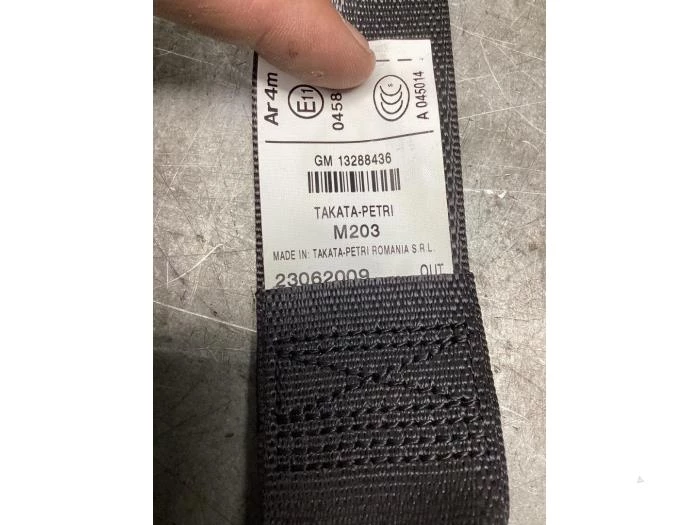 Ar4m
E11
0458
S
A 045014
GM 13288436
TAKATA-PETRI
M203
MADE IN: TAKATA-PETRI ROMANIA S.R.L.
23062009 OUT